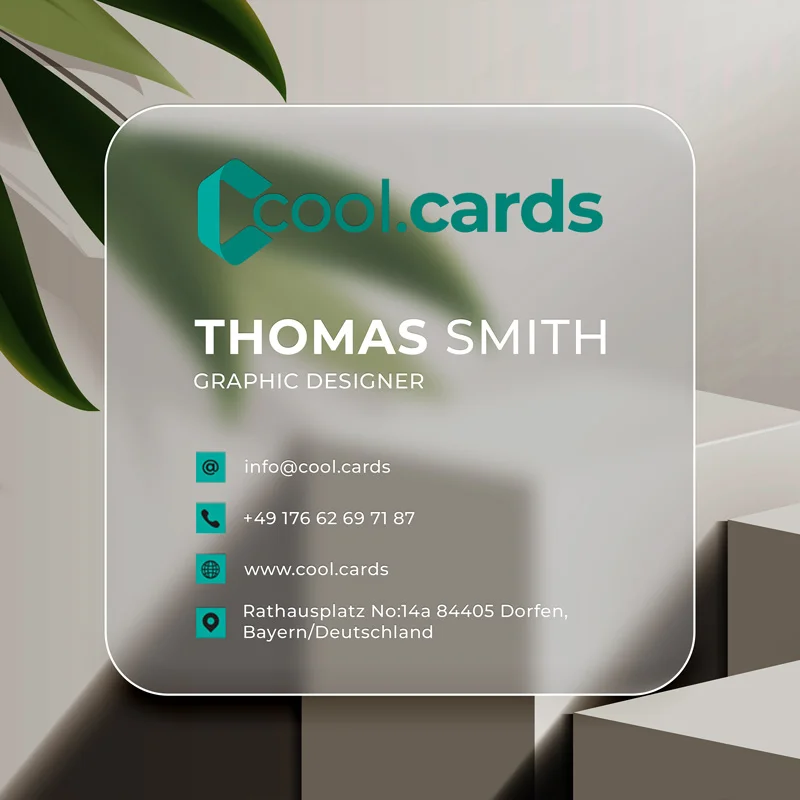 cool.cards
THOMAS SMITH
GRAPHIC DESIGNER
info@cool.cards
+49 176 62 69 71 87
www.cool.cards
Rathausplatz No:14a 84405 Dorfen,
Bayern/Deutschland